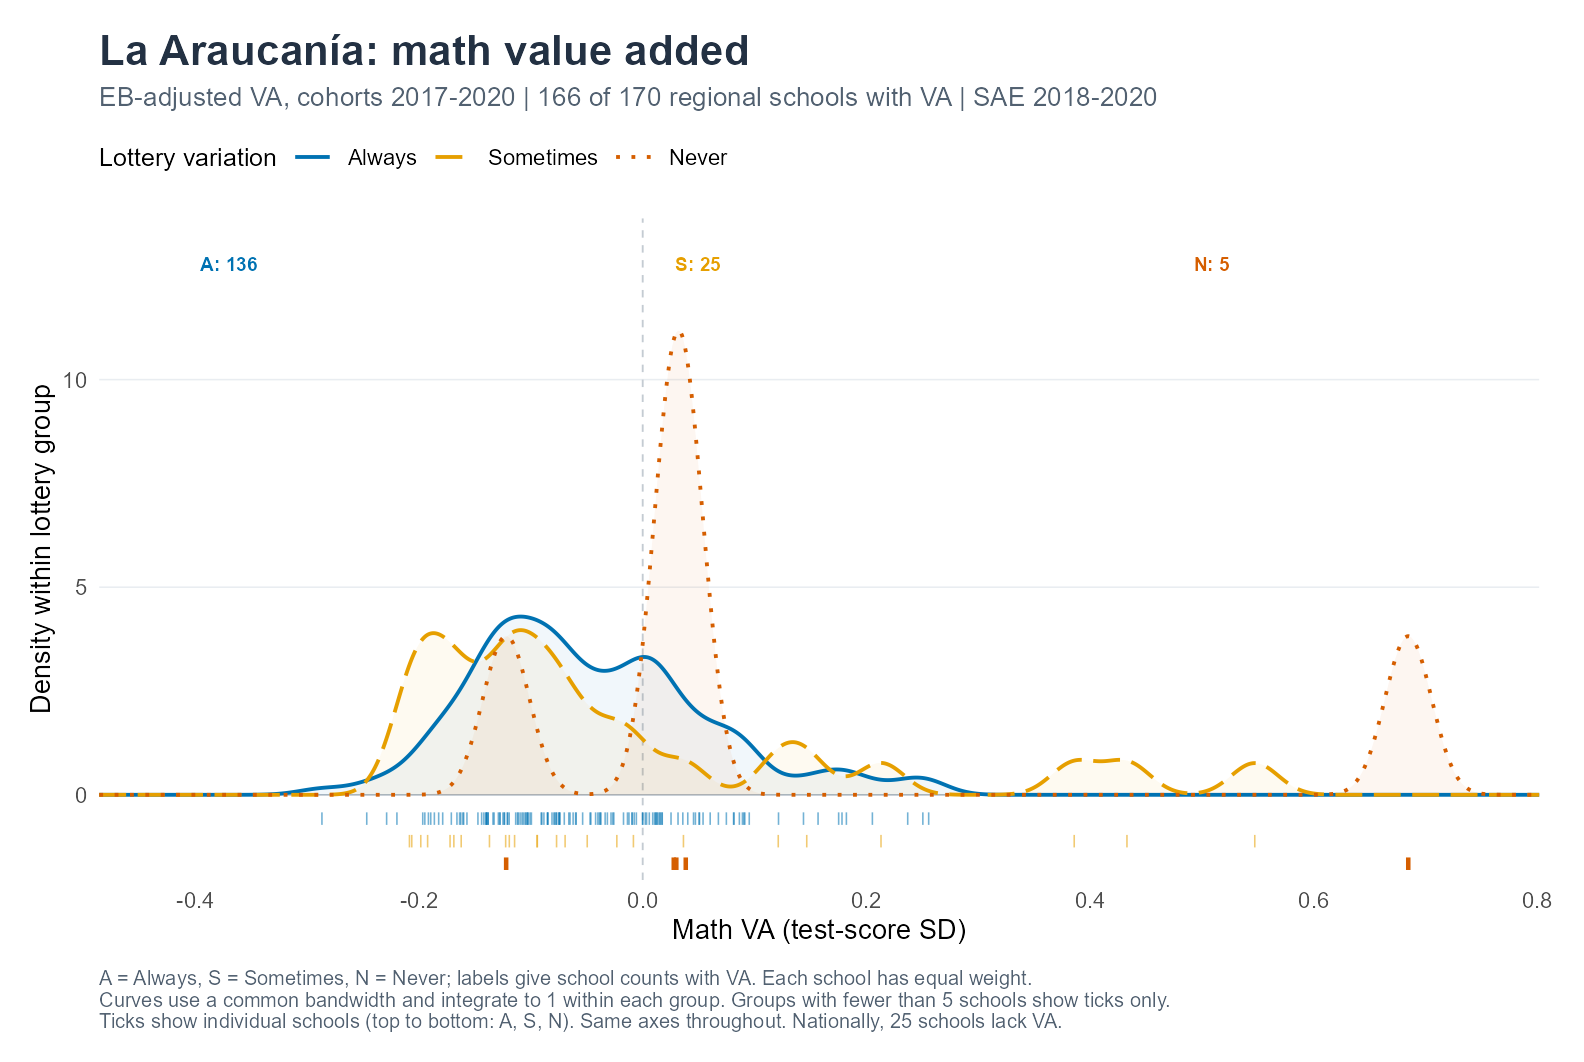 La Araucanía: math value added
EB-adjusted VA, cohorts 2017-2020 | 166 of 170 regional schools with VA | SAE 2018-2020
Lottery variation Always Sometimes Never
A: 136 S: 25 N: 5
Density within lottery group
10
5
0
-0.4 -0.2 0.0 0.2 0.4 0.6 0.8
Math VA (test-score SD)
A = Always, S = Sometimes, N = Never; labels give school counts with VA. Each school has equal weight.
Curves use a common bandwidth and integrate to 1 within each group. Groups with fewer than 5 schools show ticks only.
Ticks show individual schools (top to bottom: A, S, N). Same axes throughout. Nationally, 25 schools lack VA.